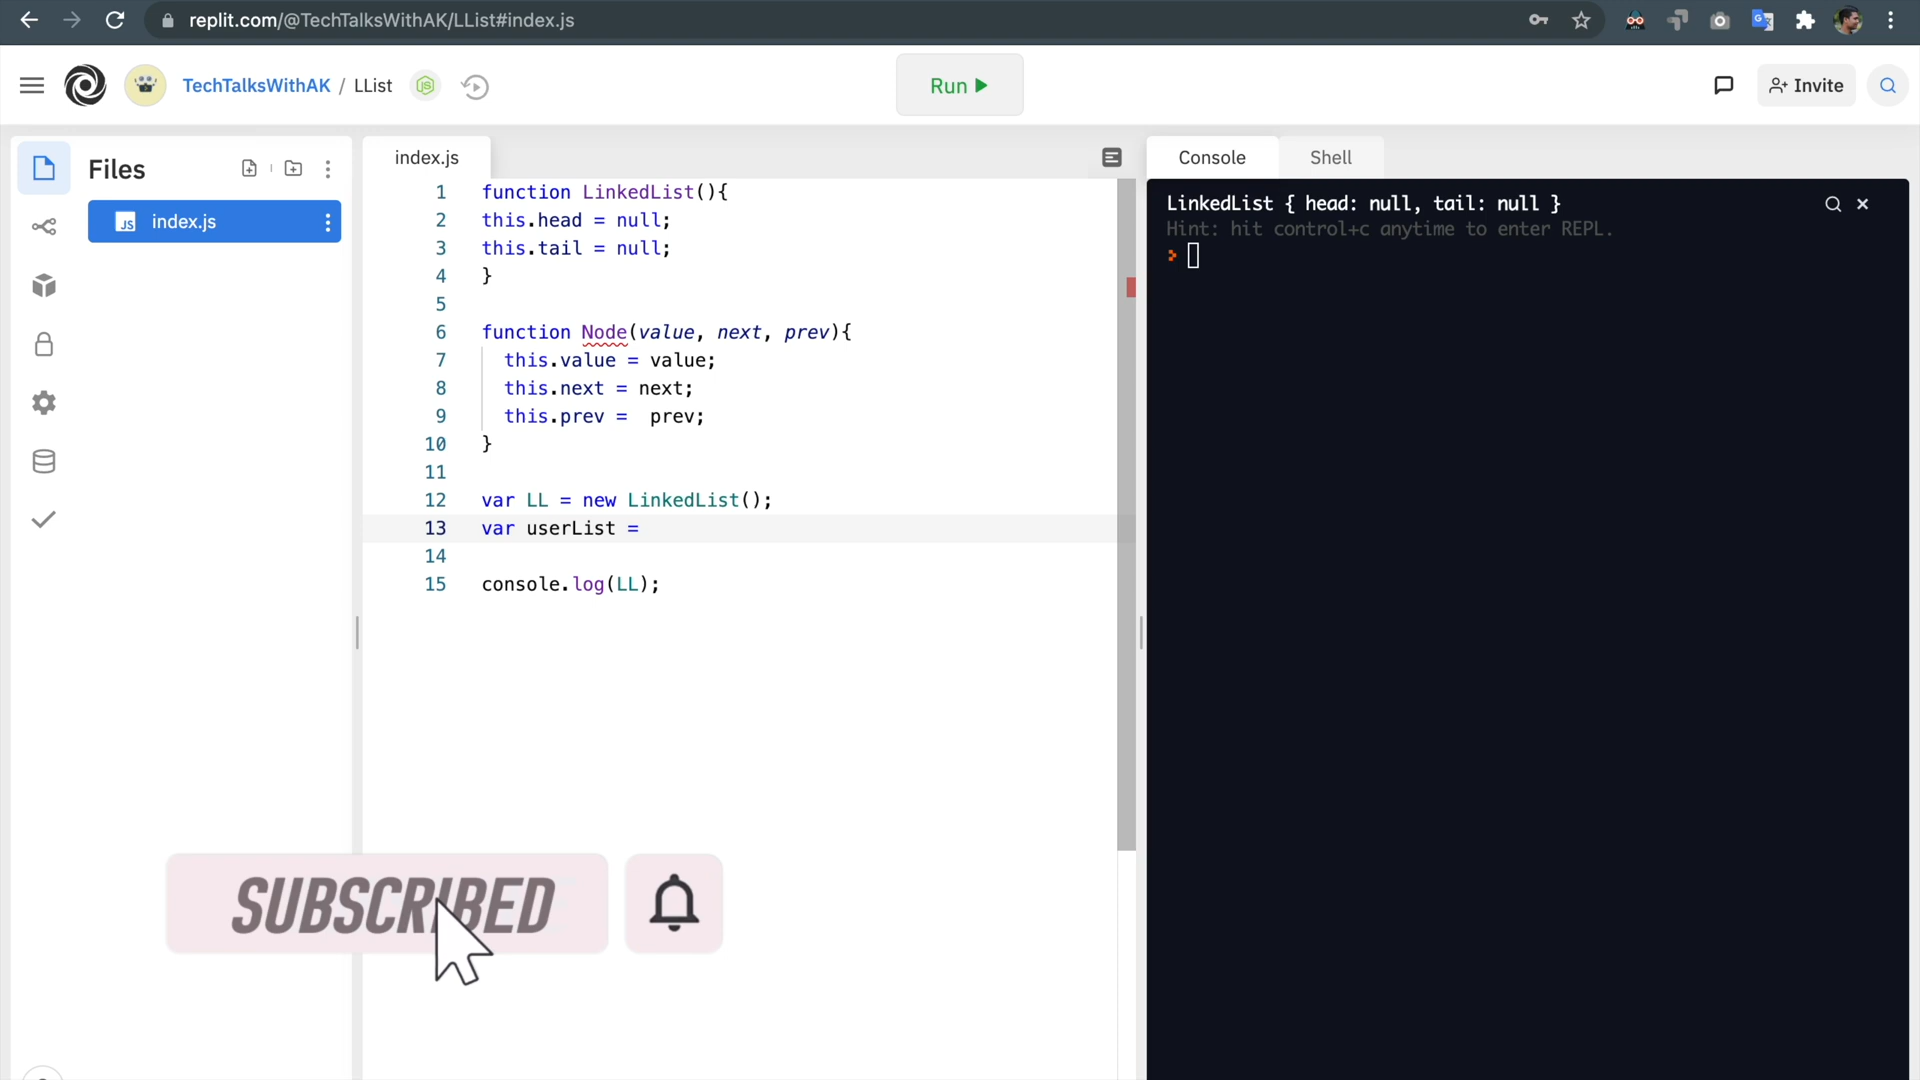 replit.com/@TechTalksWithAK/LList#index.js
TechTalksWithAK / LList
JS
Run
Invite
Files
index.js
Console
Shell
JS index.js
1 function LinkedList(){
2 this.head = null;
3 this.tail = null;
4 }
5
6 function Node(value, next, prev){
7 this.value = value;
8 this.next = next;
9 this.prev =  prev;
10 }
11
12 var LL = new LinkedList();
13 var userList =
14
15 console.log(LL);
LinkedList { head: null, tail: null }
Hint: hit control+c anytime to enter REPL.
SUBSCRIBED